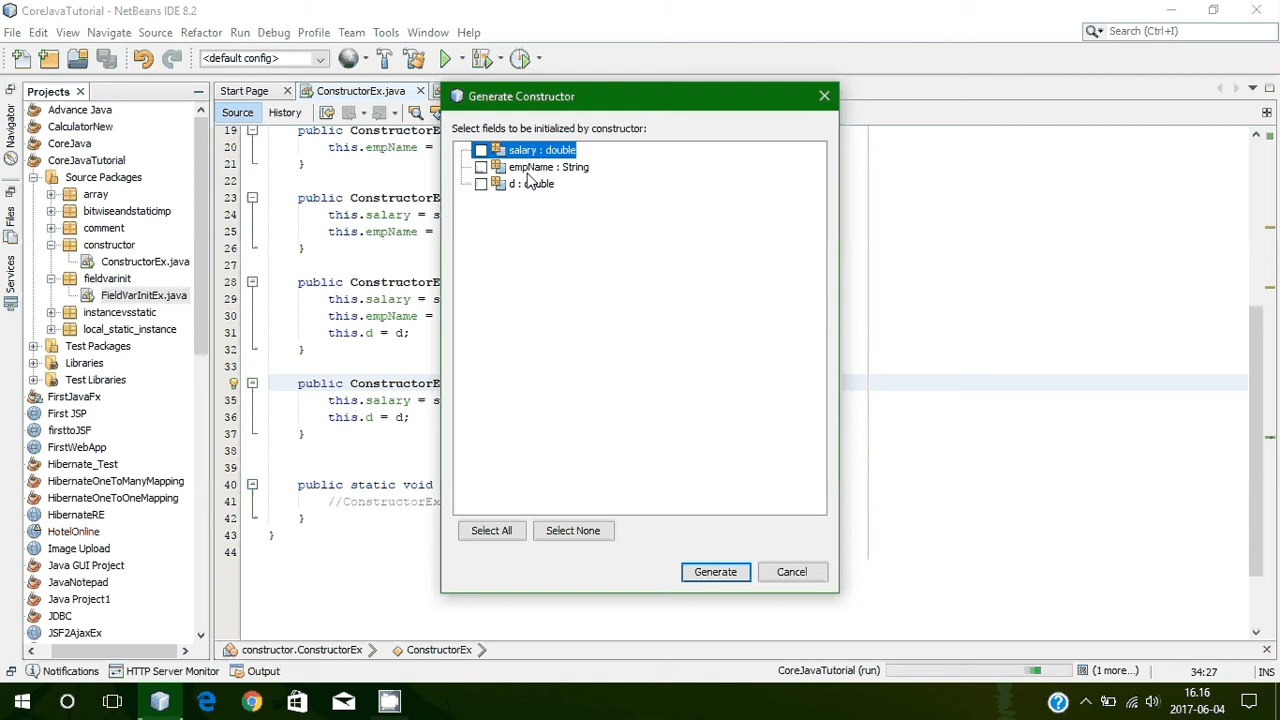 CoreJavaTutorial - NetBeans IDE 8.2
File Edit View Navigate Source Refactor Run Debug Profile Team Tools Window Help
Search (Ctrl+I)
<default config>
Projects
Start Page
ConstructorEx.java
Source
History
Navigator
Files
Services
Advance Java
CalculatorNew
CoreJava
CoreJavaTutorial
Source Packages
array
bitwiseandstaticimp
comment
constructor
ConstructorEx.java
fieldvarinit
FieldVarInitEx.java
instancevsstatic
local_static_instance
Test Packages
Libraries
Test Libraries
FirstJavaFx
First JSP
firsttoJSF
FirstWebApp
Hibernate_Test
HibernateOneToManyMapping
HibernateOneToOneMapping
HibernateRE
HotelOnline
Image Upload
Java GUI Project
JavaNotepad
Java Project1
JDBC
JSF2AjaxEx
19 public ConstructorE
20 this.empName =
21 }
22
23 public ConstructorE
24 this.salary = s
25 this.empName =
26 }
27
28 public ConstructorE
29 this.salary = s
30 this.empName =
31 this.d = d;
32 }
33
public ConstructorE
35 this.salary = s
36 this.d = d;
37 }
38
39
40 public static void
41 //ConstructorEx
42 }
43 }
44
Generate Constructor
Select fields to be initialized by constructor:
salary : double
empName : String
d : double
Select All
Select None
Generate
Cancel
constructor.ConstructorEx
ConstructorEx
Notifications
HTTP Server Monitor
Output
CoreJavaTutorial (run)
(1 more...)
34:27
INS
16.16
2017-06-04